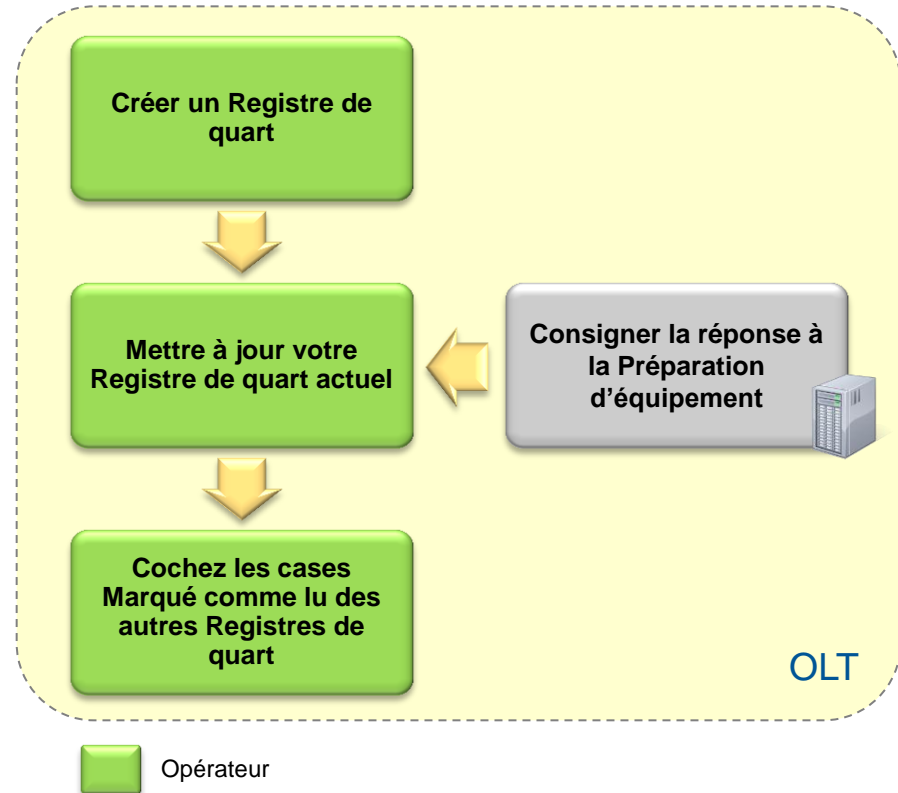 Créer un Registre de
quart
Mettre à jour votre
Registre de quart actuel
Consigner la réponse à
la Préparation
d’équipement
Cochez les cases
Marqué comme lu des
autres Registres de
quart
OLT
Opérateur